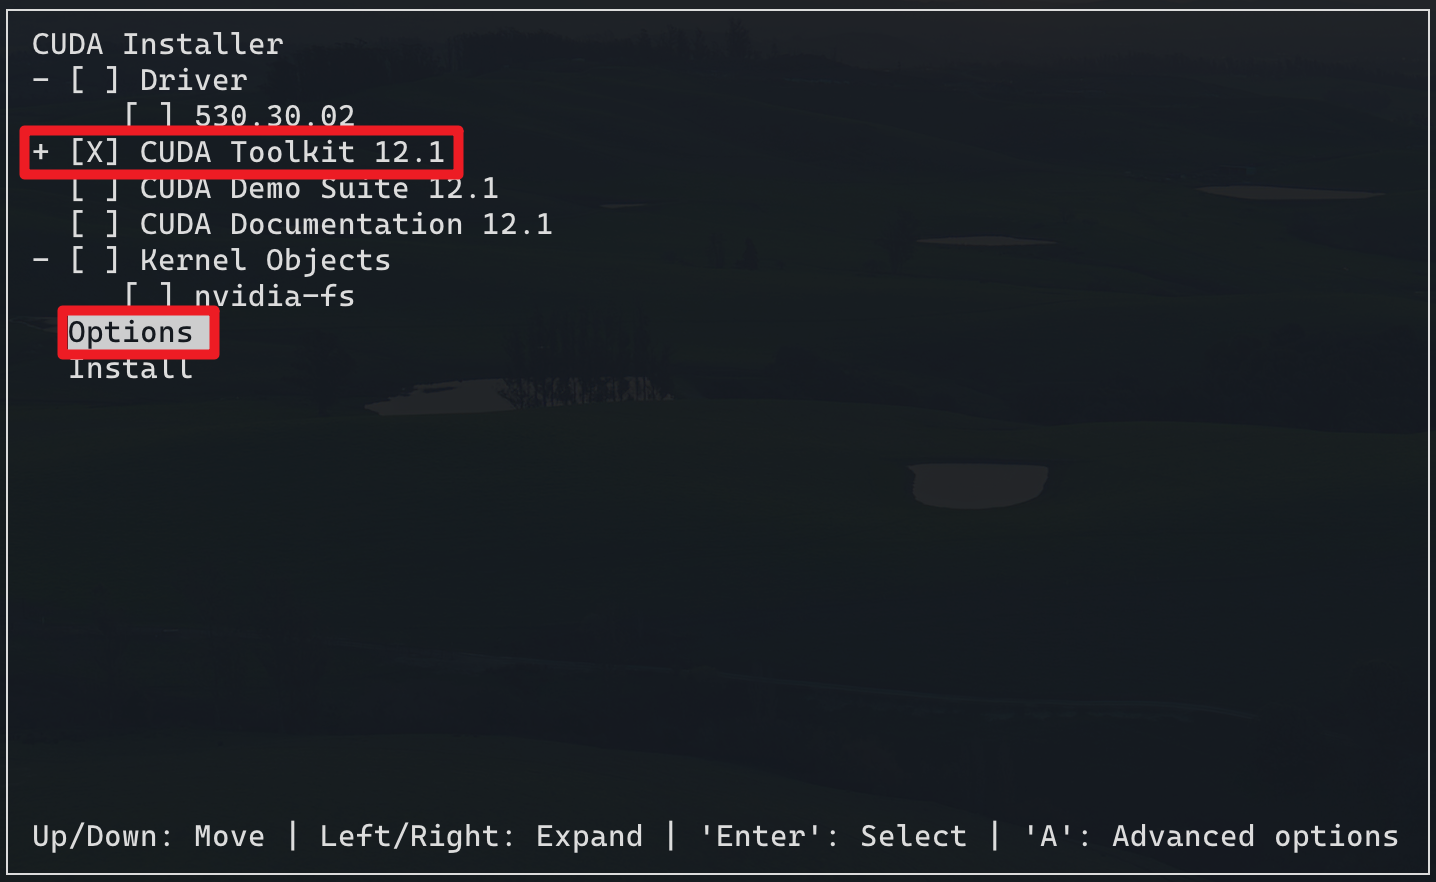 CUDA Installer
- [ ] Driver
[ ] 530.30.02
+ [X] CUDA Toolkit 12.1
[ ] CUDA Demo Suite 12.1
[ ] CUDA Documentation 12.1
- [ ] Kernel Objects
[ ] nvidia-fs
Options
Install
Up/Down: Move | Left/Right: Expand | 'Enter': Select | 'A': Advanced options